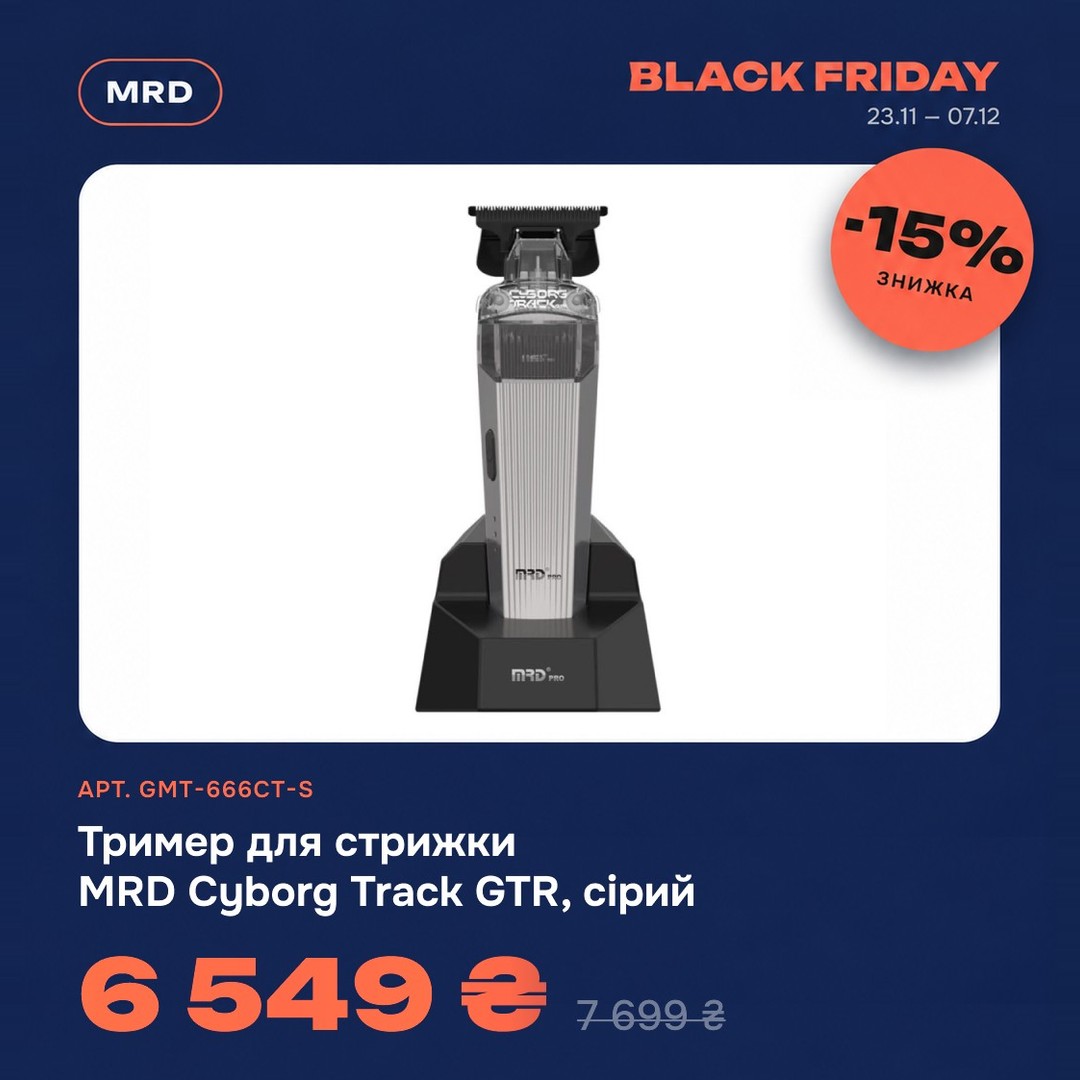 MRD
BLACK FRIDAY
23.11 – 07.12
-15%
ЗНИЖКА
CYBORG
TRACK
MRD® PRO
MRD® PRO
АРТ. GMT-666CT-S
Тример для стрижки
MRD Cyborg Track GTR, сірий
6 549 ₴ 7 699 ₴